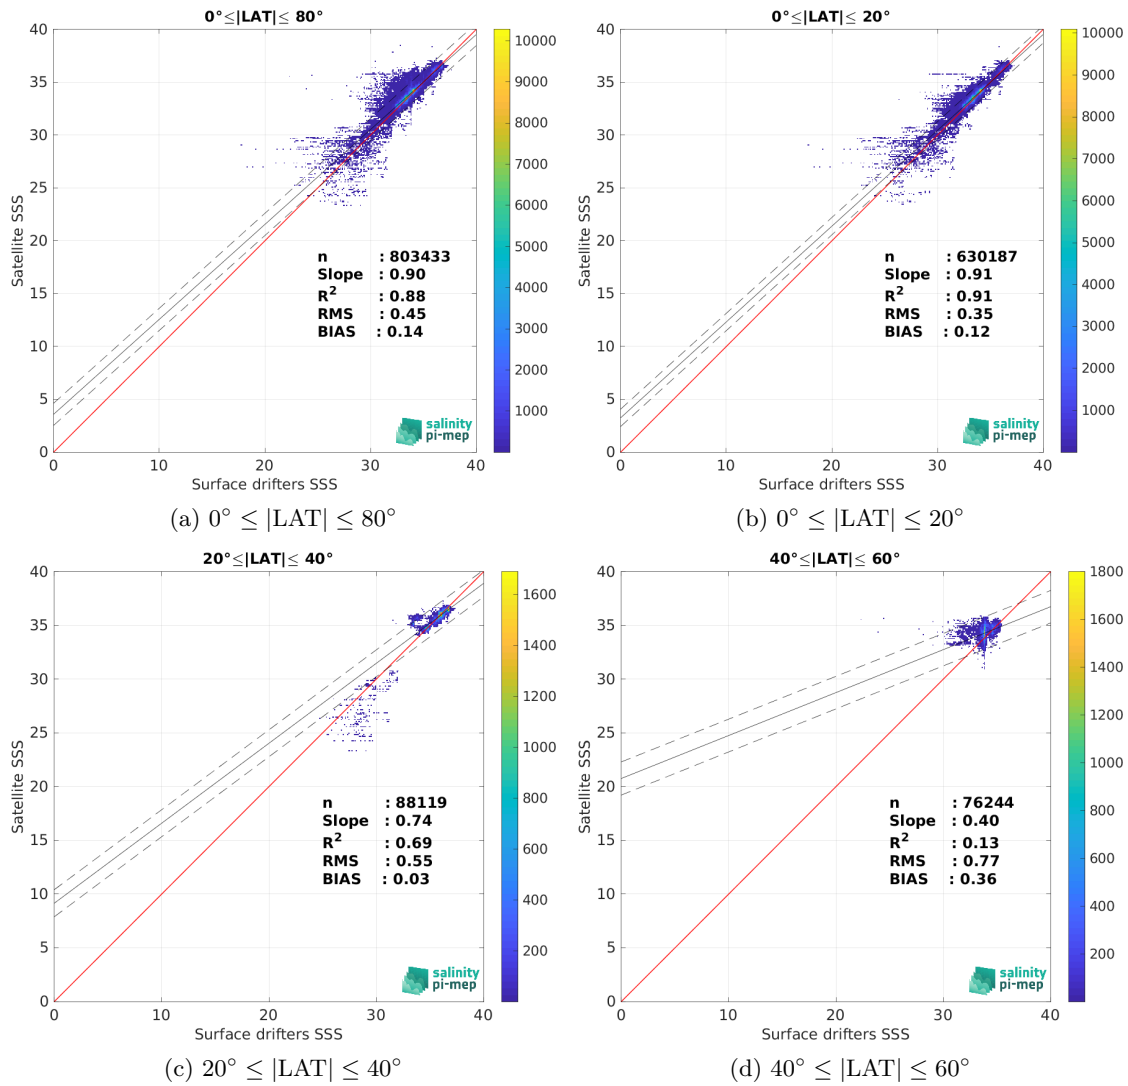 0°≤|LAT|≤ 80°
40
35
30
25
20
15
10
5
0
Satellite SSS
0
10
20
30
40
Surface drifters SSS
10000
9000
8000
7000
6000
5000
4000
3000
2000
1000
n : 803433
Slope : 0.90
R² : 0.88
RMS : 0.45
BIAS : 0.14
salinity
pi-mep
(a) 0° ≤ |LAT| ≤ 80°
0°≤|LAT|≤ 20°
40
35
30
25
20
15
10
5
0
Satellite SSS
0
10
20
30
40
Surface drifters SSS
10000
9000
8000
7000
6000
5000
4000
3000
2000
1000
n : 630187
Slope : 0.91
R² : 0.91
RMS : 0.35
BIAS : 0.12
salinity
pi-mep
(b) 0° ≤ |LAT| ≤ 20°
20°≤|LAT|≤ 40°
40
35
30
25
20
15
10
5
0
Satellite SSS
0
10
20
30
40
Surface drifters SSS
1600
1400
1200
1000
800
600
400
200
n : 88119
Slope : 0.74
R² : 0.69
RMS : 0.55
BIAS : 0.03
salinity
pi-mep
(c) 20° ≤ |LAT| ≤ 40°
40°≤|LAT|≤ 60°
40
35
30
25
20
15
10
5
0
Satellite SSS
0
10
20
30
40
Surface drifters SSS
1800
1600
1400
1200
1000
800
600
400
200
n : 76244
Slope : 0.40
R² : 0.13
RMS : 0.77
BIAS : 0.36
salinity
pi-mep
(d) 40° ≤ |LAT| ≤ 60°